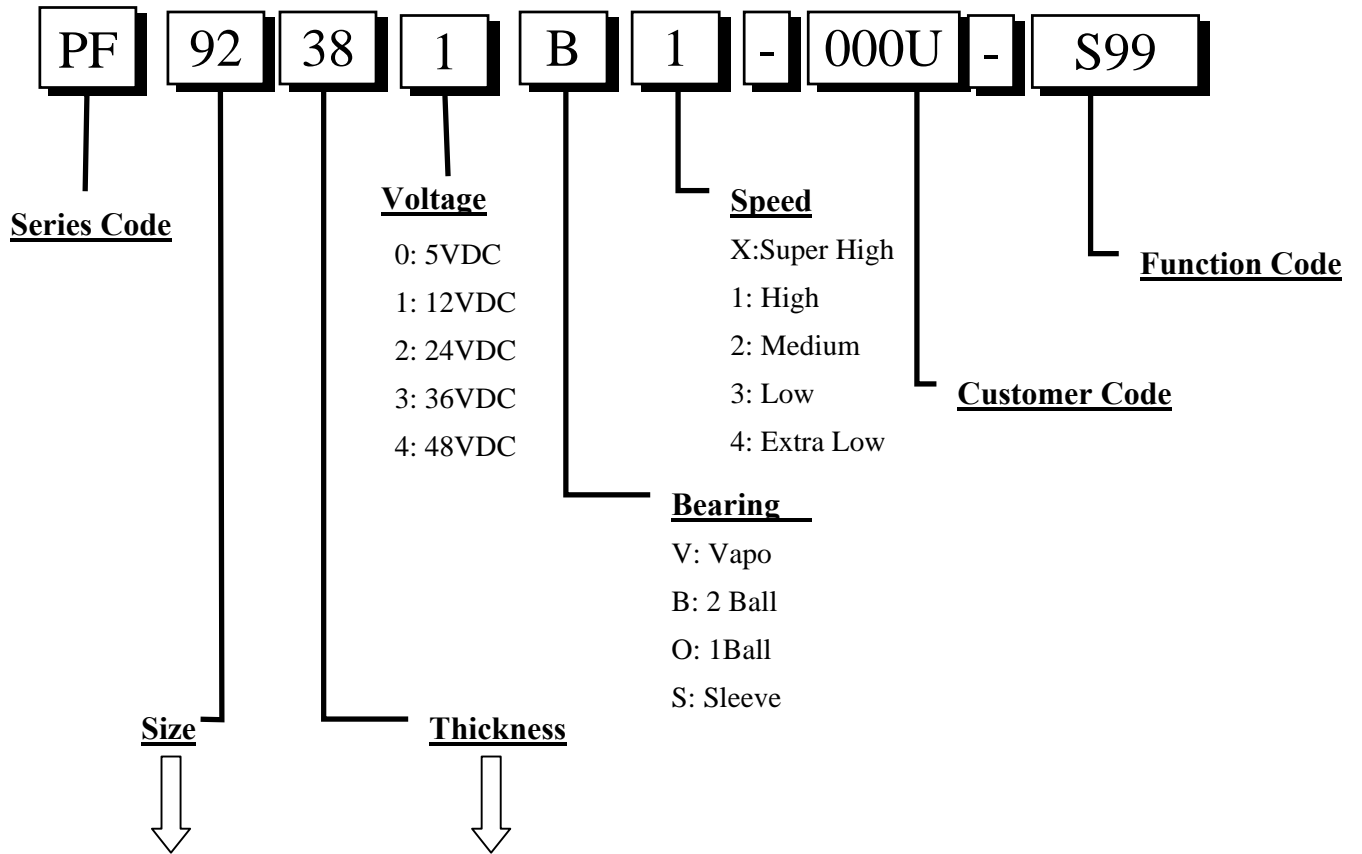 PF 92 38 1 B 1 - 000U - S99
Series Code
Voltage
0: 5VDC
1: 12VDC
2: 24VDC
3: 36VDC
4: 48VDC
Speed
X:Super High
1: High
2: Medium
3: Low
4: Extra Low
Function Code
Customer Code
Bearing
V: Vapo
B: 2 Ball
O: 1Ball
S: Sleeve
Size
Thickness